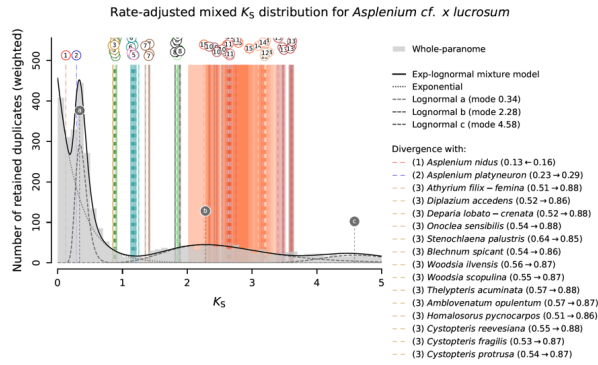 Rate-adjusted mixed KS distribution for Asplenium cf. x lucrosum
Number of retained duplicates (weighted)
500
400
300
200
100
0
0
1
2
3
4
5
KS
1
2
3
a
b
c
Whole-paranome
Exp-lognormal mixture model
Exponential
Lognormal a (mode 0.34)
Lognormal b (mode 2.28)
Lognormal c (mode 4.58)
Divergence with:
(1) Asplenium nidus (0.13←0.16)
(2) Asplenium platyneuron (0.23→0.29)
(3) Athyrium filix−femina (0.51→0.88)
(3) Diplazium accedens (0.52→0.86)
(3) Deparia lobato−crenata (0.52→0.88)
(3) Onoclea sensibilis (0.54→0.88)
(3) Stenochlaena palustris (0.64→0.85)
(3) Blechnum spicant (0.54→0.86)
(3) Woodsia ilvensis (0.56→0.87)
(3) Woodsia scopulina (0.55→0.87)
(3) Thelypteris acuminata (0.57→0.88)
(3) Amblovenatum opulentum (0.57→0.87)
(3) Homalosorus pycnocarpos (0.51→0.86)
(3) Cystopteris reevesiana (0.55→0.88)
(3) Cystopteris fragilis (0.53→0.87)
(3) Cystopteris protrusa (0.54→0.87)